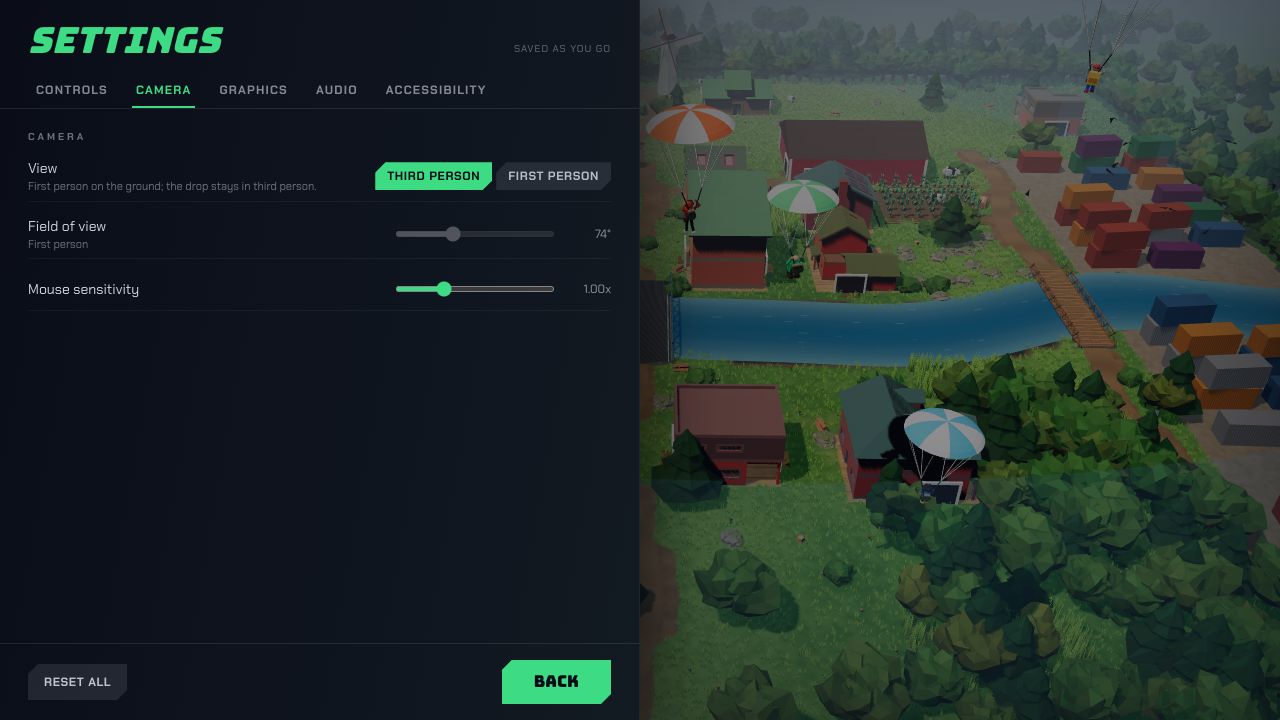 SETTINGS
SAVED AS YOU GO
CONTROLS CAMERA GRAPHICS AUDIO ACCESSIBILITY
CAMERA
View
First person on the ground; the drop stays in third person.
THIRD PERSON FIRST PERSON
Field of view
First person
74°
Mouse sensitivity
1.00x
RESET ALL
BACK